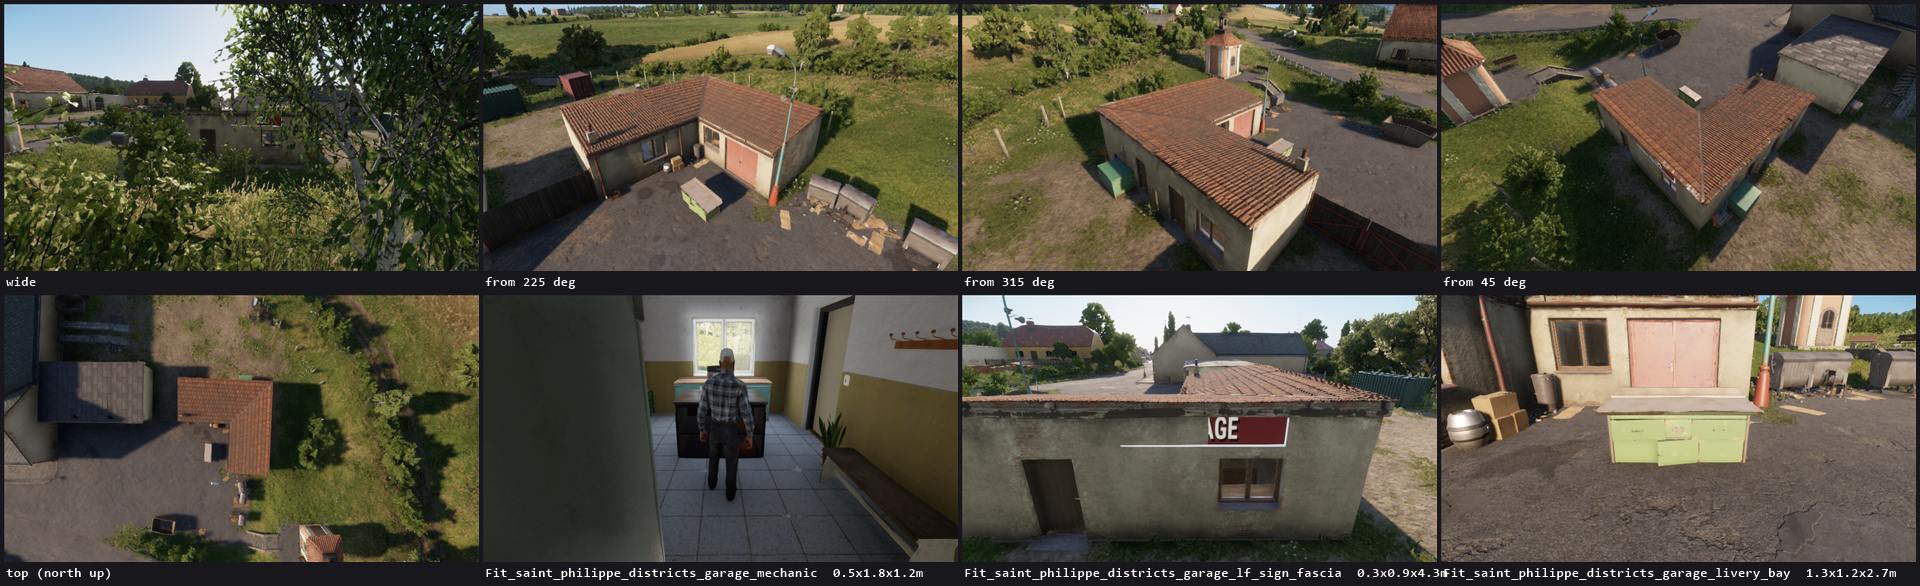 wide
from 225 deg
from 315 deg
from 45 deg
top (north up)
Fit_saint_philippe_districts_garage_mechanic 0.5x1.8x1.2m
AGE
Fit_saint_philippe_districts_garage_lf_sign_fascia 0.3x0.9x4.3m
Fit_saint_philippe_districts_garage_livery_bay 1.3x1.2x2.7m